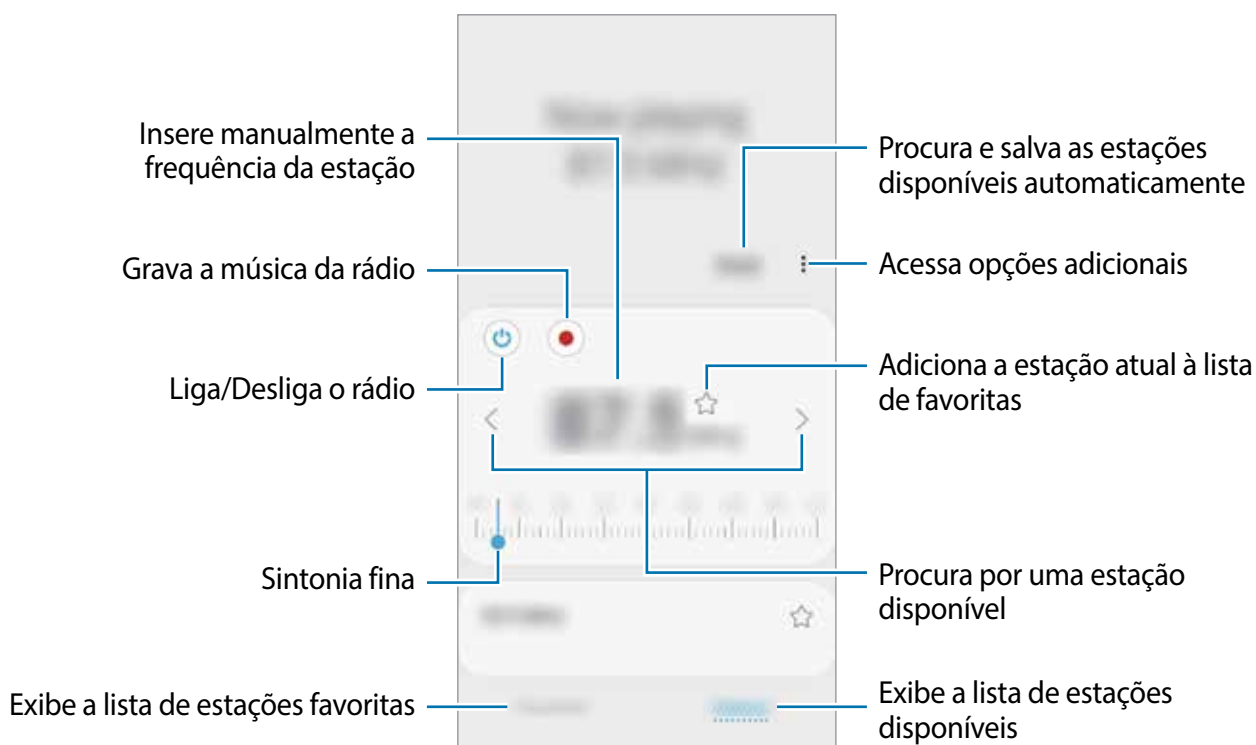 Insere manualmente a
frequência da estação
Grava a música da rádio
Liga/Desliga o rádio
Sintonia fina
Exibe a lista de estações favoritas
Procura e salva as estações
disponíveis automaticamente
Acessa opções adicionais
Adiciona a estação atual à lista
de favoritas
Procura por uma estação
disponível
Exibe a lista de estações
disponíveis